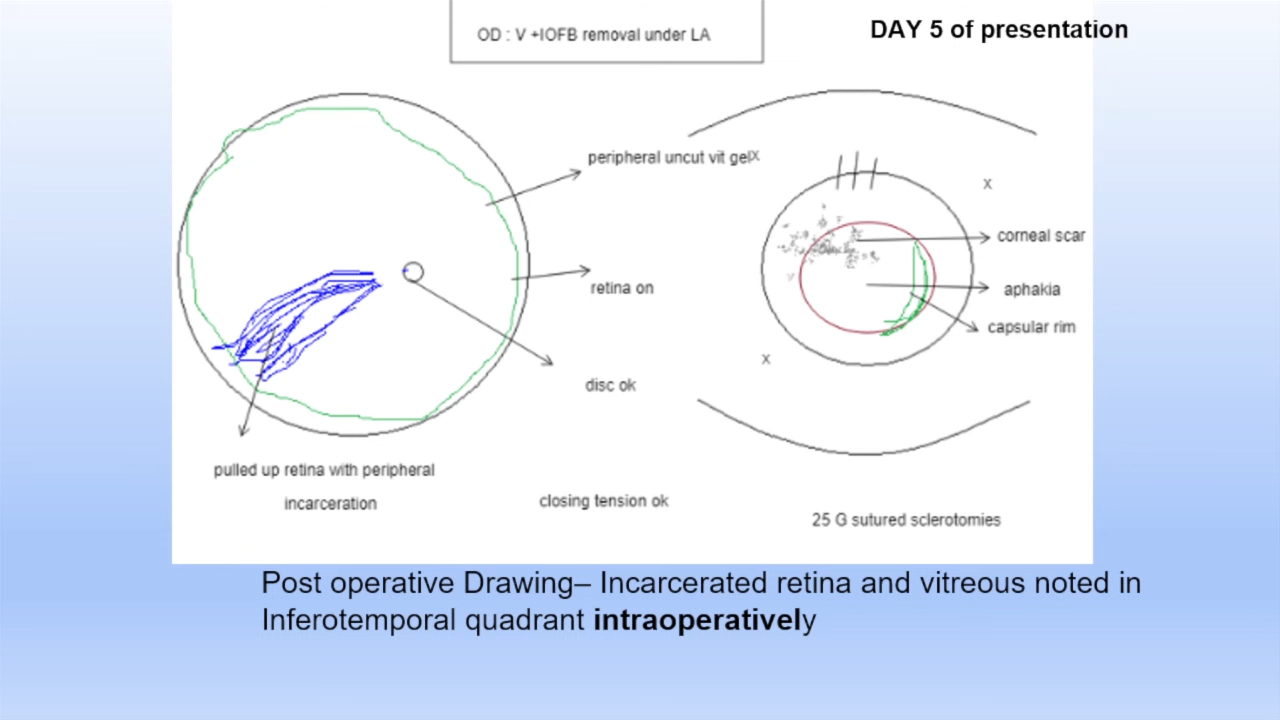 OD : V +IOFB removal under LA
DAY 5 of presentation
peripheral uncut vit gel
X
X
corneal scar
retina on
aphakia
capsular rim
X
disc ok
pulled up retina with peripheral
incarceration
closing tension ok
25 G sutured sclerotomies
Post operative Drawing– Incarcerated retina and vitreous noted in
Inferotemporal quadrant intraoperatively